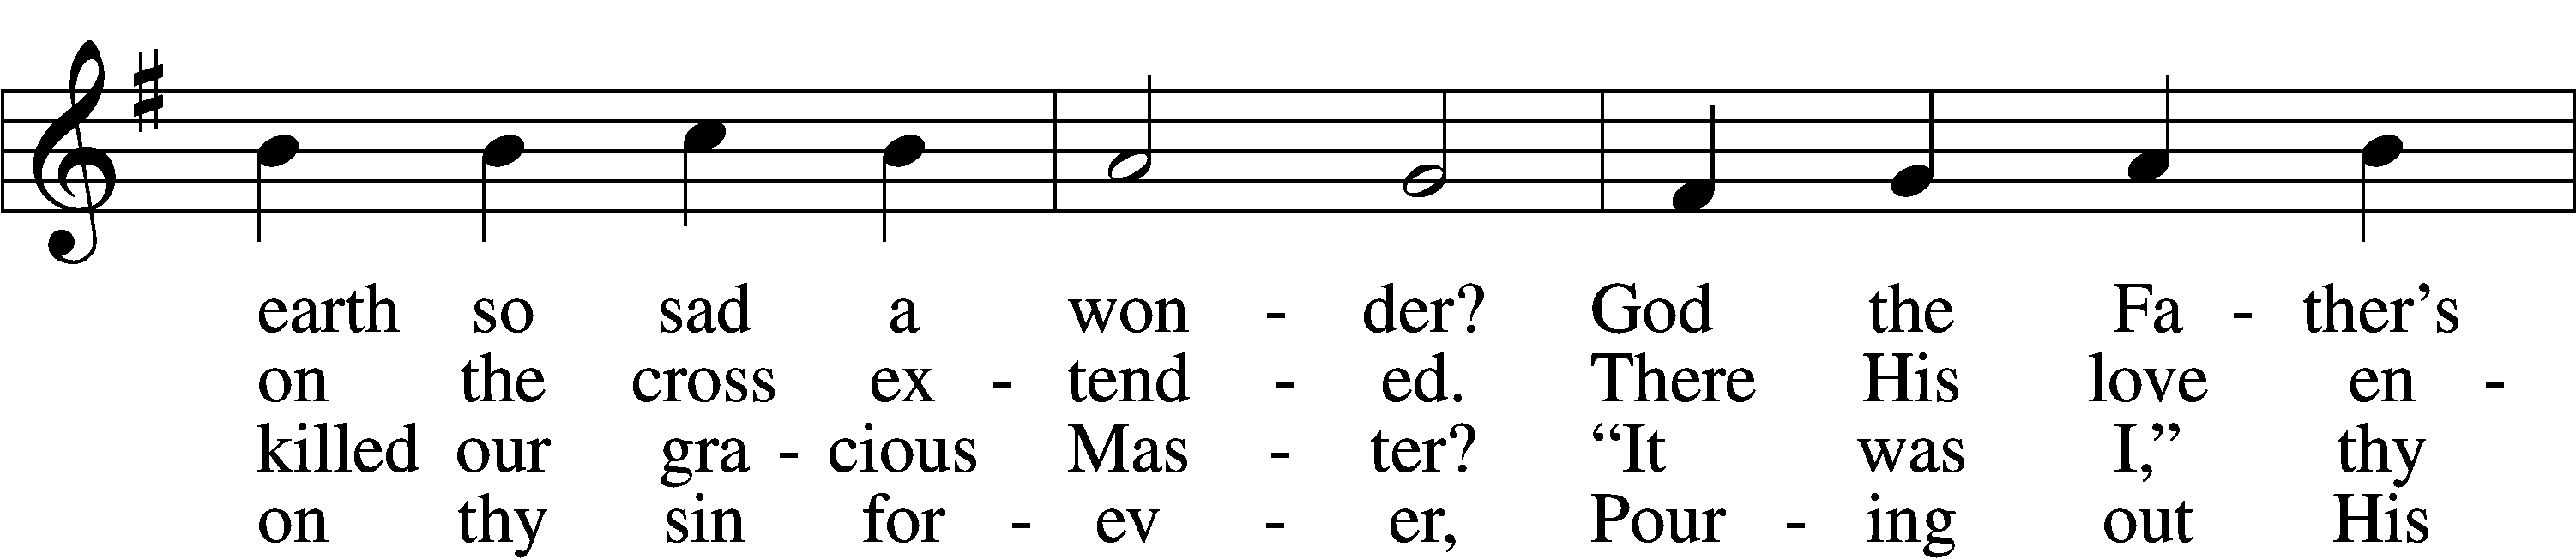 earth so sad a won - der? God the Fa - ther’s
on the cross ex - tend - ed. There His love en -
killed our gra - cious Mas - ter? “It was I,” thy
on thy sin for - ev - er, Pour - ing out His